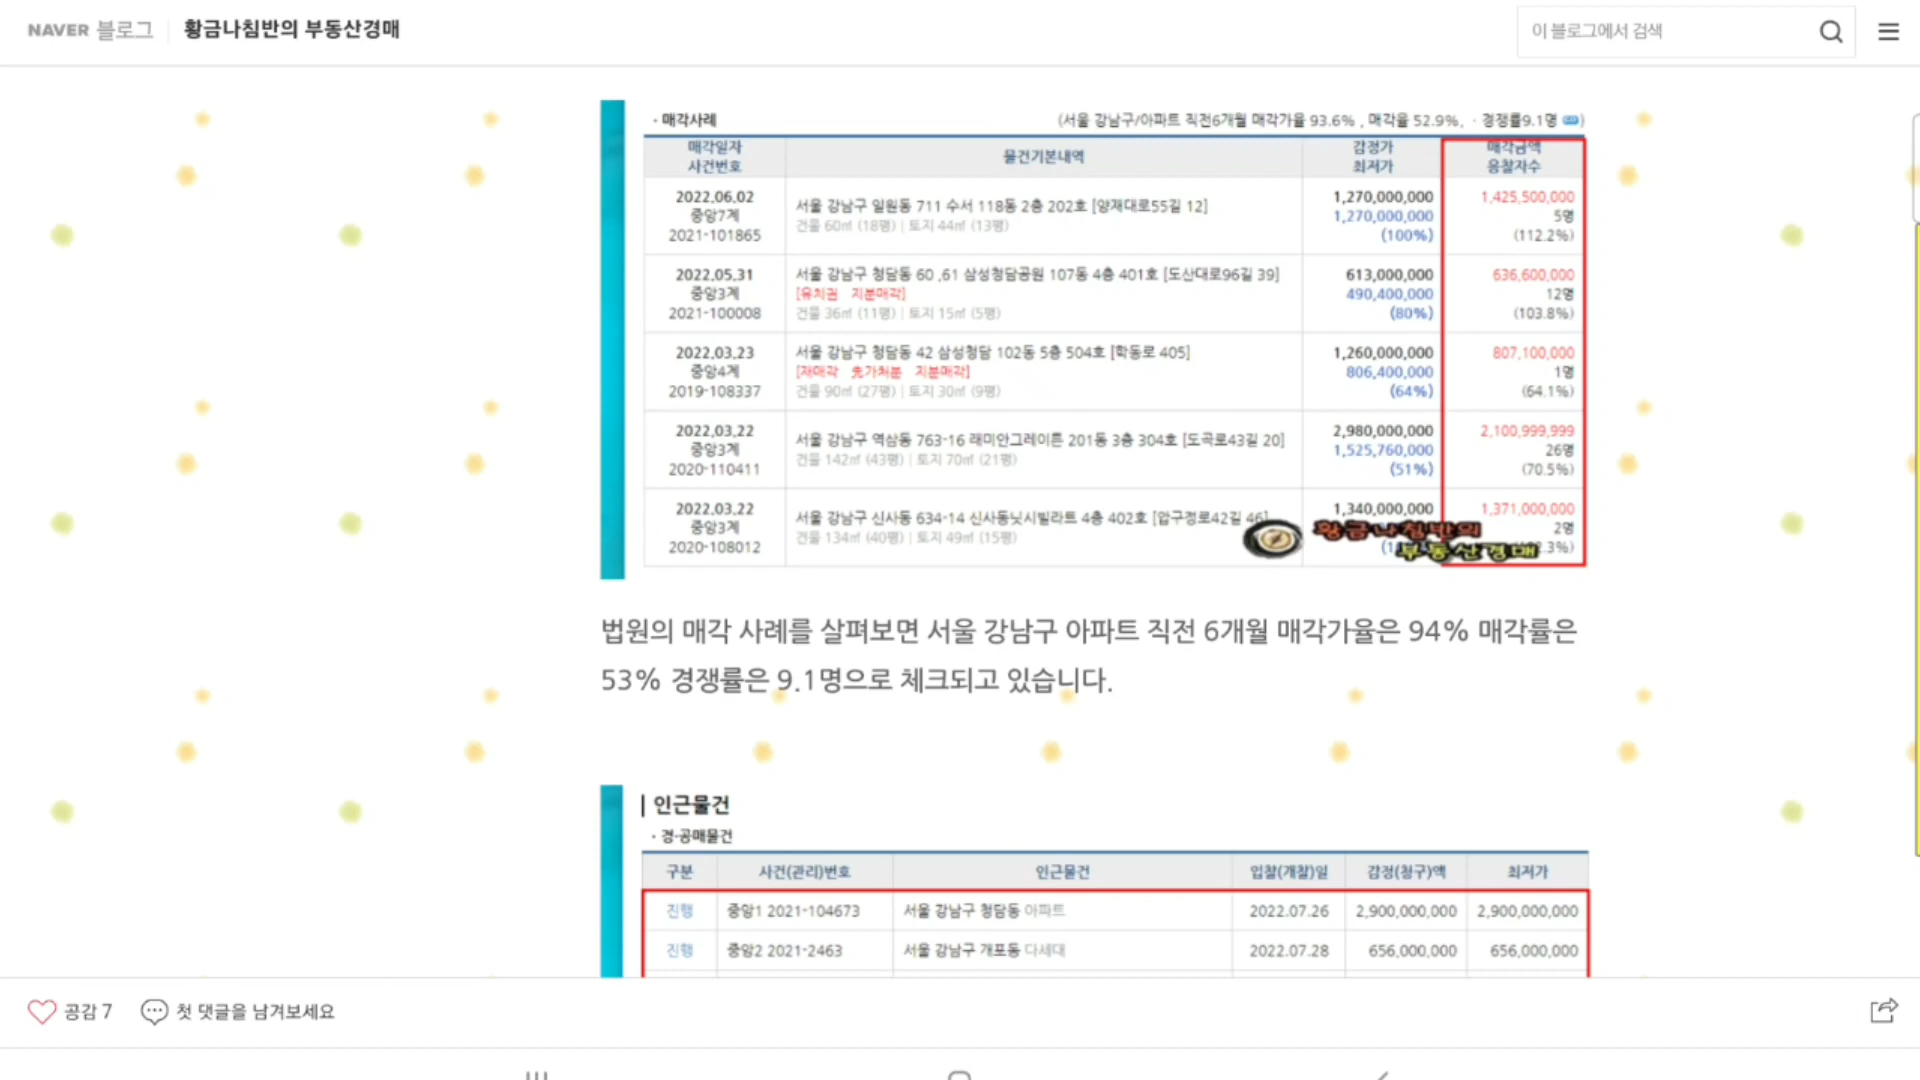 NAVER 블로그 황금나침반의 부동산경매
이 블로그에서 검색
· 매각사례 (서울 강남구/아파트 직전6개월 매각가율 93.6% , 매각율 52.9%, · 경쟁률9.1명 )
매각일자 사건번호 물건기본내역 감정가 최저가 매각금액 응찰자수
2022.06.02 서울 강남구 일원동 711 수서 118동 2층 202호 [양재대로55길 12] 1,270,000,000 1,425,500,000
중앙7계 건물 60㎡ (18평) | 토지 44㎡ (13평) 1,270,000,000 5명
2021-101865 (100%) (112.2%)
2022.05.31 서울 강남구 청담동 60 ,61 삼성청담공원 107동 4층 401호 [도산대로96길 39] 613,000,000 636,600,000
중앙3계 [유치권 지분매각] 490,400,000 12명
2021-100008 건물 36㎡ (11평) | 토지 15㎡ (5평) (80%) (103.8%)
2022.03.23 서울 강남구 청담동 42 삼성청담 102동 5층 504호 [학동로 405] 1,260,000,000 807,100,000
중앙4계 [재매각 先가처분 지분매각] 806,400,000 1명
2019-108337 건물 90㎡ (27평) | 토지 30㎡ (9평) (64%) (64.1%)
2022.03.22 서울 강남구 역삼동 763-16 래미안그레이튼 201동 3층 304호 [도곡로43길 20] 2,980,000,000 2,100,999,999
중앙3계 건물 142㎡ (43평) | 토지 70㎡ (21평) 1,525,760,000 26명
2020-110411 (51%) (70.5%)
2022.03.22 서울 강남구 신사동 634-14 신사동닛시빌라트 4층 402호 [압구정로42길 46] 1,340,000,000 1,371,000,000
중앙3계 건물 134㎡ (40평) | 토지 49㎡ (15평) 황금나침반의 2명
2020-108012 부동산경매
법원의 매각 사례를 살펴보면 서울 강남구 아파트 직전 6개월 매각가율은 94% 매각률은
53% 경쟁률은 9.1명으로 체크되고 있습니다.
인근물건
· 경·공매물건
구분 사건(관리)번호 인근물건 입찰(개찰)일 감정(청구)액 최저가
진행 중앙1 2021-104673 서울 강남구 청담동 아파트 2022.07.26 2,900,000,000 2,900,000,000
진행 중앙2 2021-2463 서울 강남구 개포동 다세대 2022.07.28 656,000,000 656,000,000
공감 7 첫 댓글을 남겨보세요